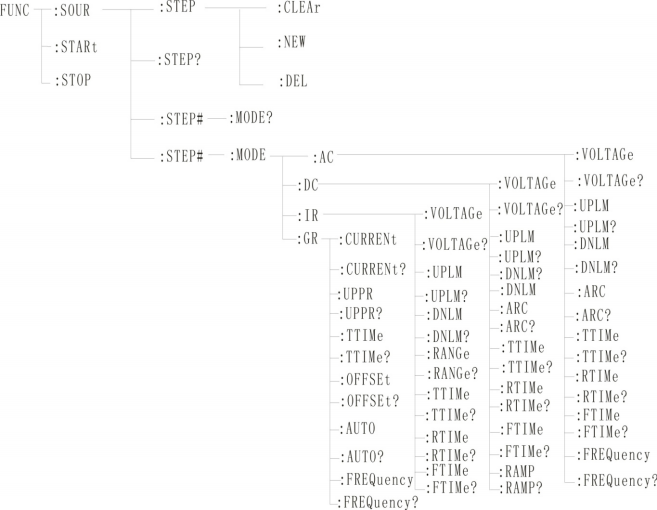 FUNC :SOUR :STEP :CLEAr
:STARt :NEW
:STOP :STEP? :DEL
:STEP# :MODE?
:STEP# :MODE :AC :VOLTAGe
:DC :VOLTAGe :VOLTAGe?
:IR :VOLTAGe :VOLTAGe? :UPLM
:GR :CURRENt :VOLTAGe? :UPLM :UPLM?
:CURRENt? :UPLM :UPLM? :DNLM
:UPPR :UPLM? :DNLM? :DNLM?
:UPPR? :DNLM :DNLM :ARC
:TTIMe :DNLM? :ARC :ARC?
:TTIMe? :RANGe :ARC? :TTIMe
:OFFSEt :RANGe? :TTIMe :TTIMe?
:OFFSEt? :TTIMe :TTIMe? :RTIMe
:AUTO :TTIMe? :RTIMe :RTIMe?
:AUTO? :RTIMe :RTIMe? :FTIMe
:FREQuency :RTIMe? :FTIMe :FTIMe?
:FREQuency? :FTIMe :FTIMe? :FREQuency
:FTIMe? :RAMP :FREQuency?
:RAMP?